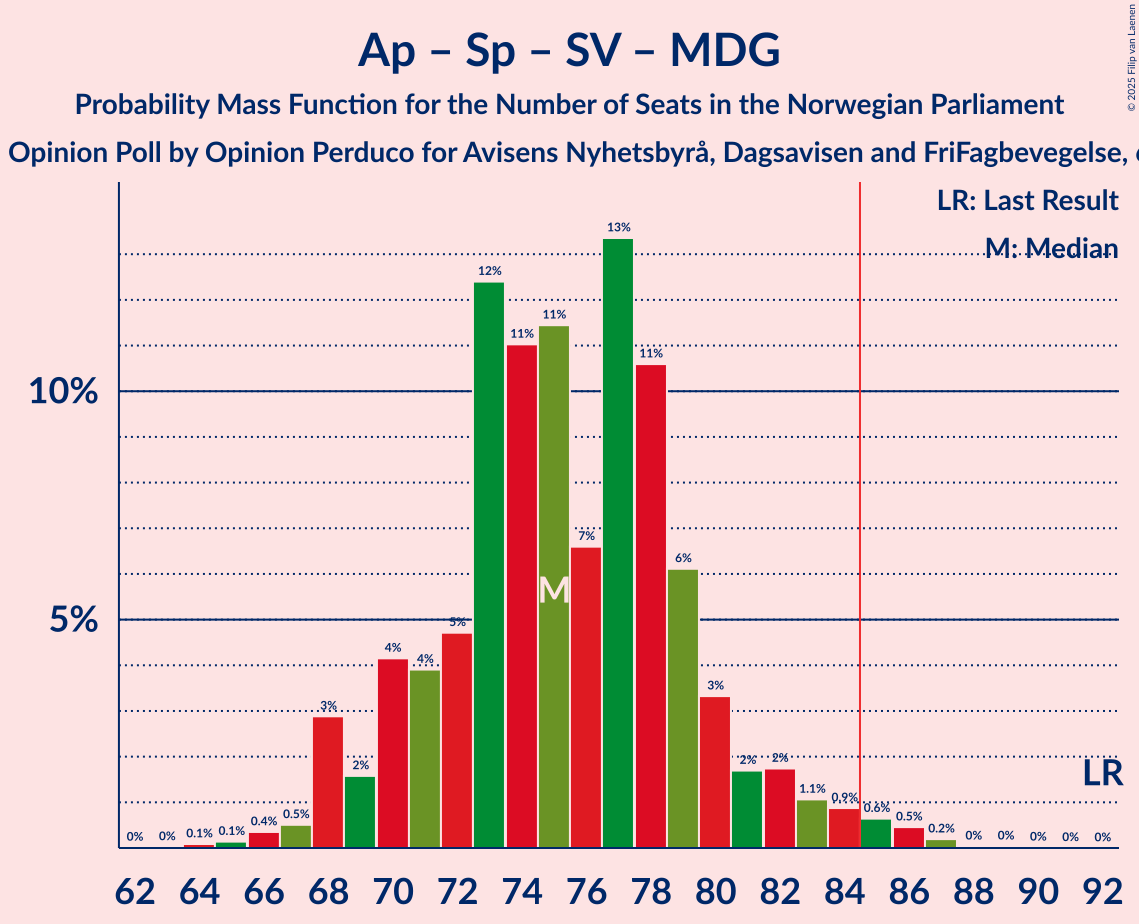 Ap – Sp – SV – MDG
Probability Mass Function for the Number of Seats in the Norwegian Parliament
Opinion Poll by Opinion Perduco for Avisens Nyhetsbyrå, Dagsavisen and FriFagbevegelse,
© 2025 Filip van Laenen
LR: Last Result
M: Median
13%
12%
11%
11%
11%
10%
7%
6%
M
5%
5%
4%
4%
3%
3%
2%
2%
2%
LR
1.1%
0.9%
0.6%
0.5%
0.5%
0.4%
0.2%
0% 0% 0.1% 0.1%
0% 0% 0% 0% 0%
62 64 66 68 70 72 74 76 78 80 82 84 86 88 90 92